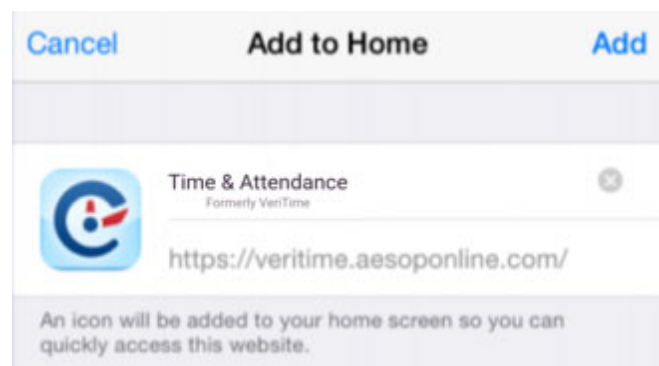 Cancel Add to Home Add
Time & Attendance
Formerly VeriTime
https://veritime.aesoponline.com/
An icon will be added to your home screen so you can
quickly access this website.